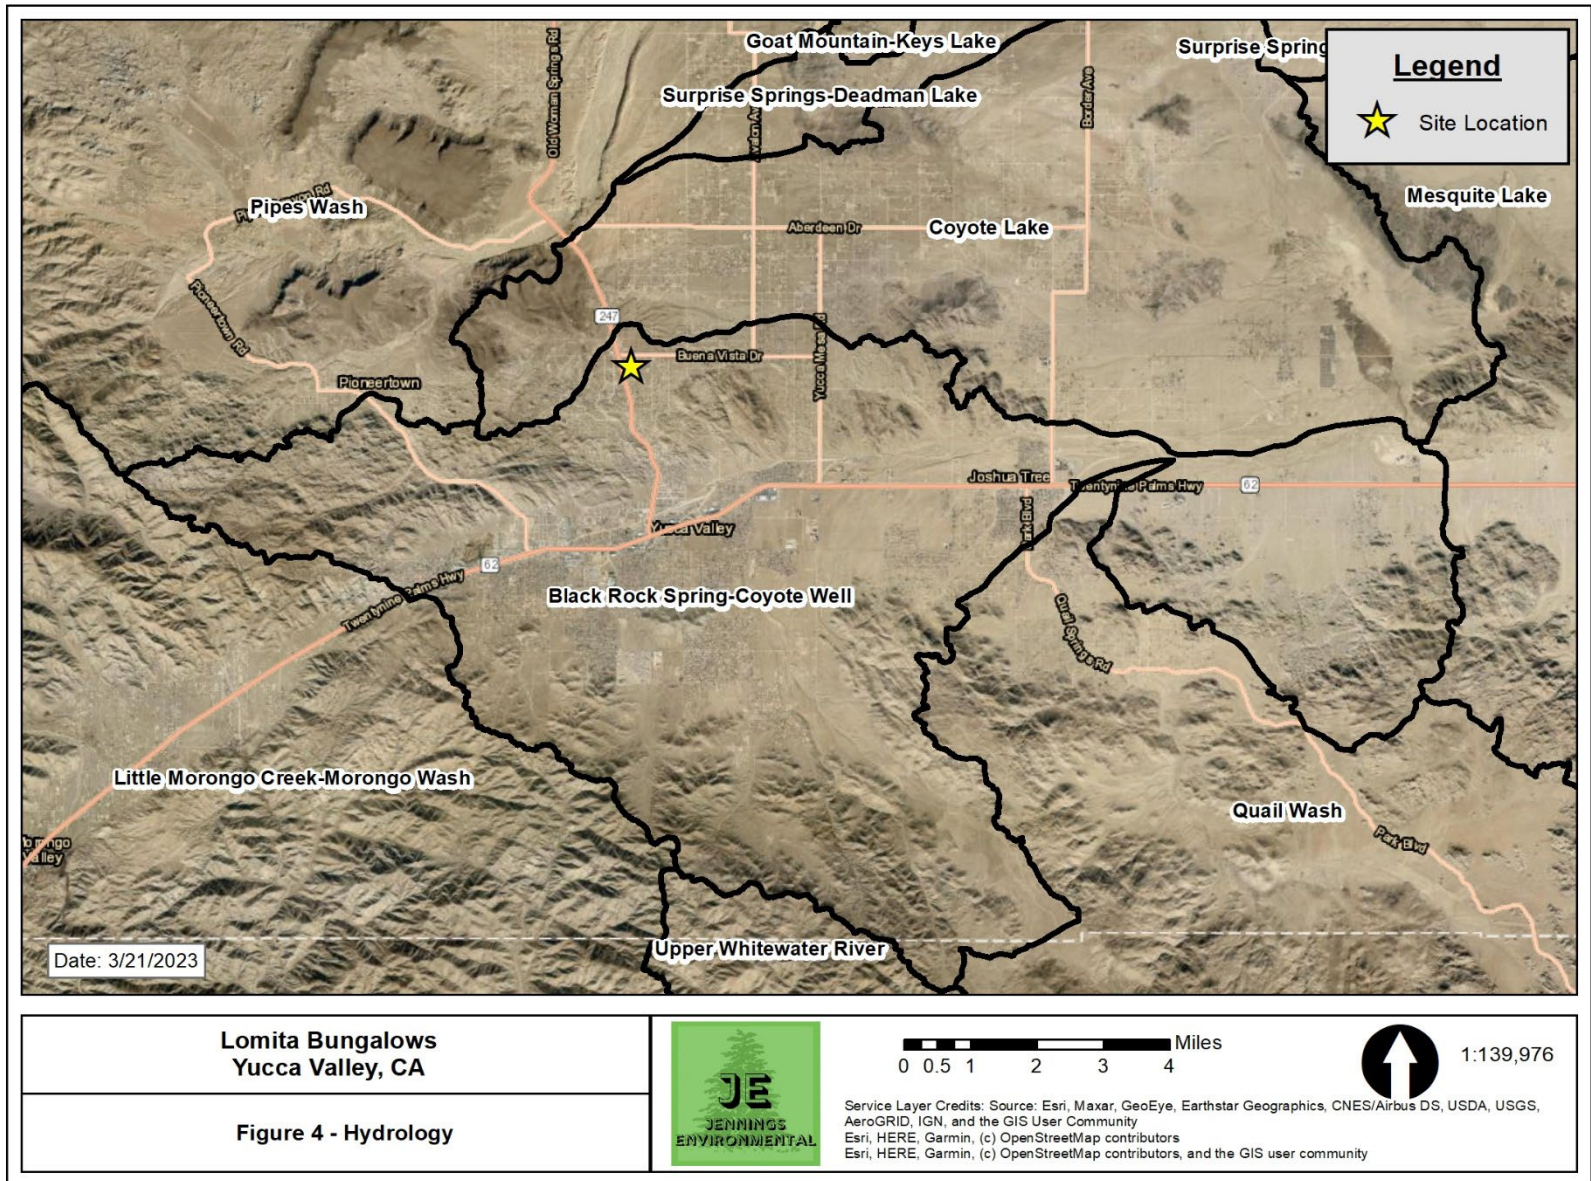 Goat Mountain-Keys Lake
Surprise Spring
Legend
Site Location
Old Woman Springs Rd
Border Ave
Surprise Springs-Deadman Lake
Avalon Ave
Pipes Wash
Mesquite Lake
Aberdeen Dr
Coyote Lake
Pioneertown Rd
247
Buena Vista Dr
Yucca Mesa Rd
Pioneertown
Joshua Tree
Twentynine Palms Hwy
62
Park Blvd
Yucca Valley
62
Twentynine Palms Hwy
Black Rock Spring-Coyote Well
Quail Springs Rd
Little Morongo Creek-Morongo Wash
Quail Wash
Park Blvd
Valley
Upper Whitewater River
Date: 3/21/2023
Lomita Bungalows
Yucca Valley, CA
Figure 4 - Hydrology
JE
JENNINGS
ENVIRONMENTAL
Miles
0 0.5 1 2 3 4
1:139,976
Service Layer Credits: Source: Esri, Maxar, GeoEye, Earthstar Geographics, CNES/Airbus DS, USDA, USGS,
AeroGRID, IGN, and the GIS User Community
Esri, HERE, Garmin, (c) OpenStreetMap contributors
Esri, HERE, Garmin, (c) OpenStreetMap contributors, and the GIS user community